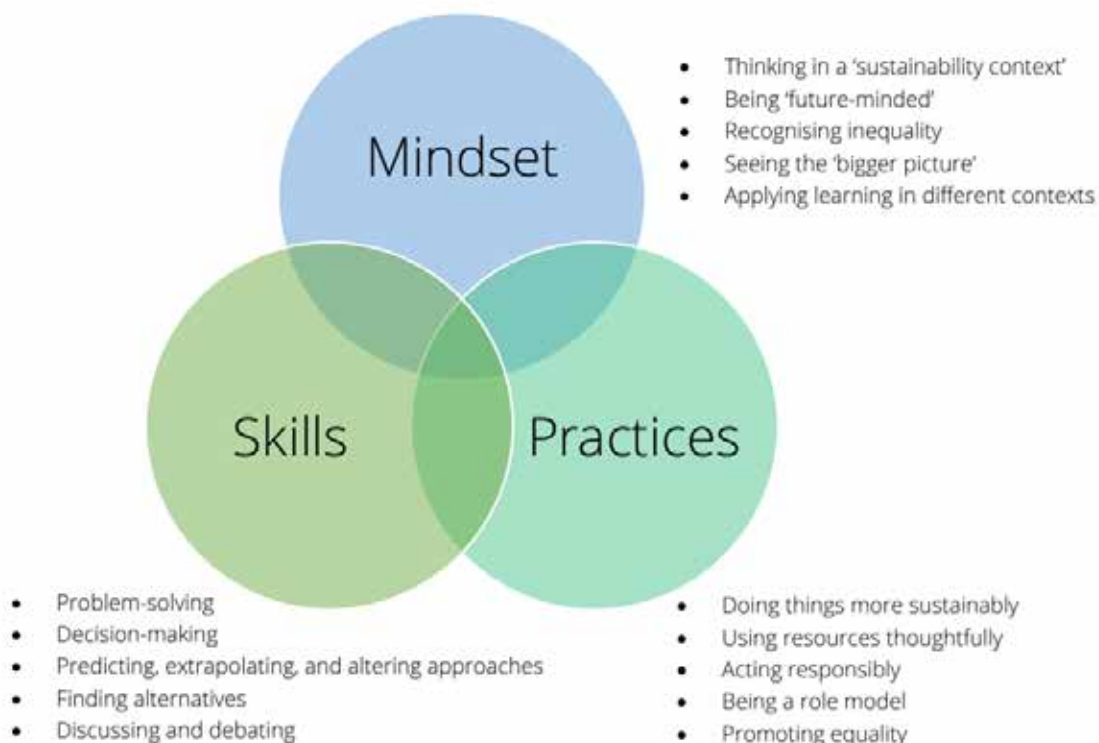 Mindset
• Thinking in a ‘sustainability context’
• Being ‘future-minded’
• Recognising inequality
• Seeing the ‘bigger picture’
• Applying learning in different contexts
Skills
Practices
• Problem-solving
• Decision-making
• Predicting, extrapolating, and altering approaches
• Finding alternatives
• Discussing and debating
• Doing things more sustainably
• Using resources thoughtfully
• Acting responsibly
• Being a role model
• Promoting equality